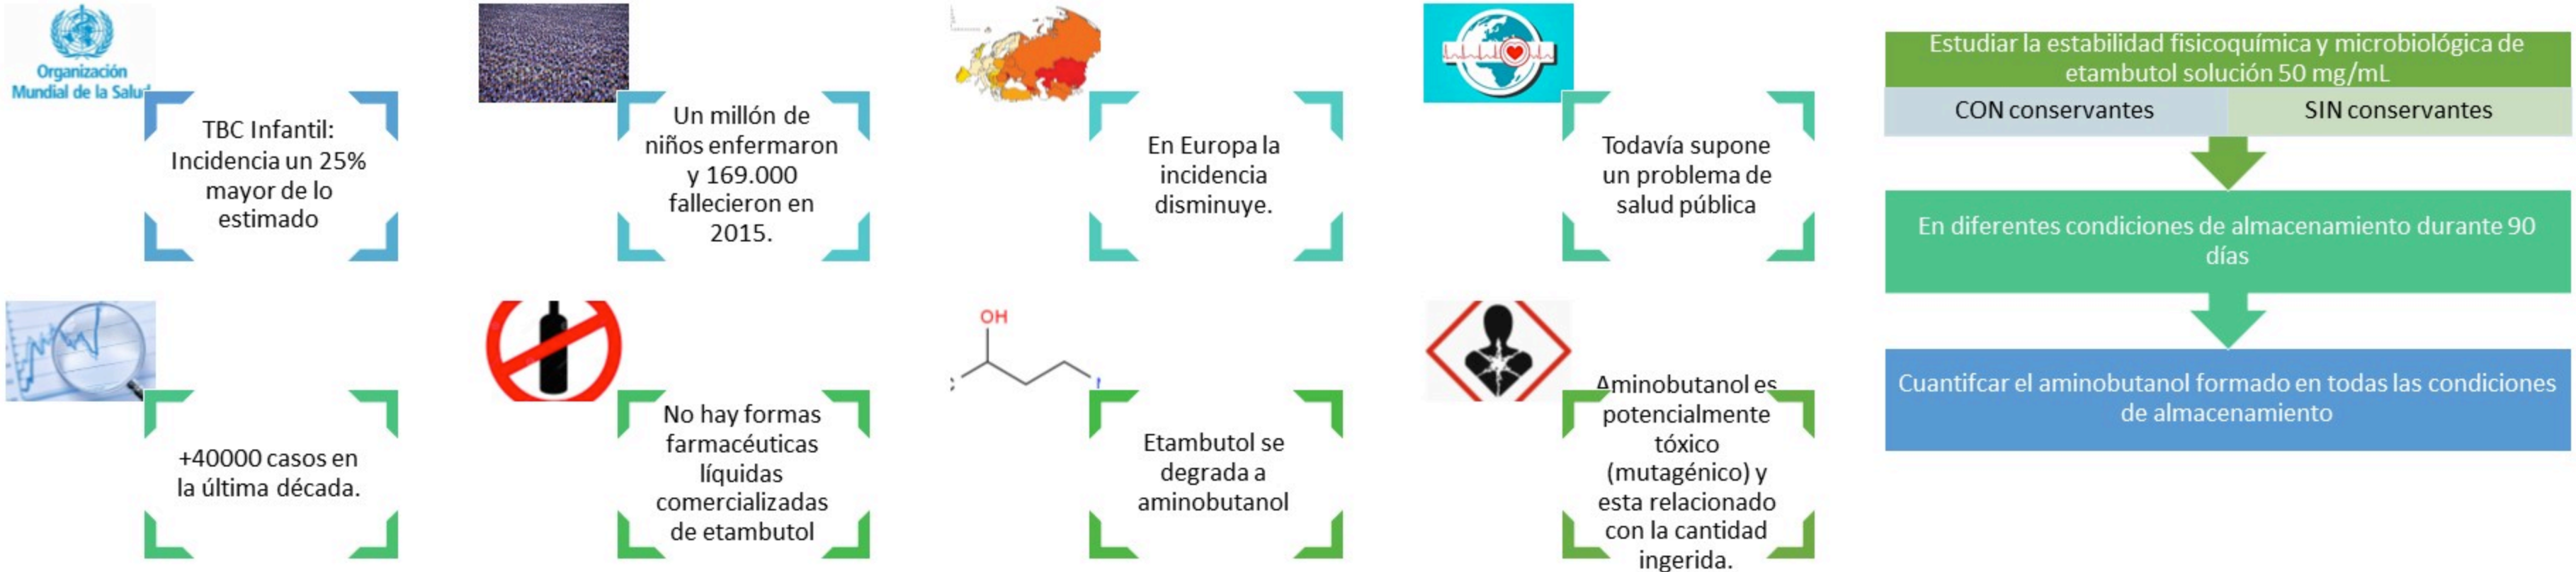 Organización
Mundial de la Salud
TBC Infantil:
Incidencia un 25%
mayor de lo
estimado
Un millón de
niños enfermaron
y 169.000
fallecieron en
2015.
En Europa la
incidencia
disminuye.
Todavía supone
un problema de
salud pública
+40000 casos en
la última década.
No hay formas
farmacéuticas
líquidas
comercializadas
de etambutol
OH
Etambutol se
degrada a
aminobutanol
Aminobutanol es
potencialmente
tóxico
(mutagénico) y
esta relacionado
con la cantidad
ingerida.
Estudiar la estabilidad fisicoquímica y microbiológica de
etambutol solución 50 mg/mL
CON conservantes
SIN conservantes
En diferentes condiciones de almacenamiento durante 90
días
Cuantifcar el aminobutanol formado en todas las condiciones
de almacenamiento